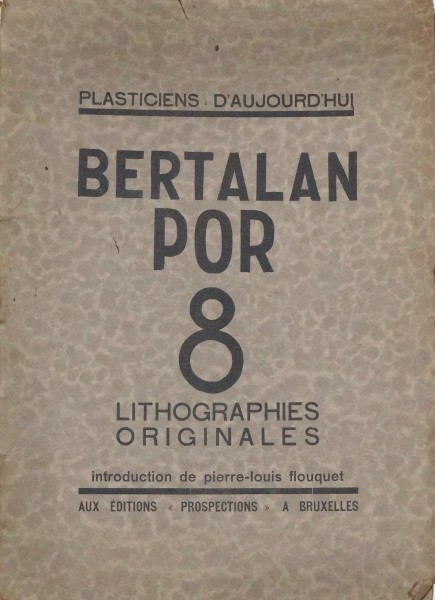 PLASTICIENS D'AUJOURD'HUI
BERTALAN
POR
8
LITHOGRAPHIES
ORIGINALES
introduction de pierre-louis flouquet
AUX ÉDITIONS « PROSPECTIONS » A BRUXELLES